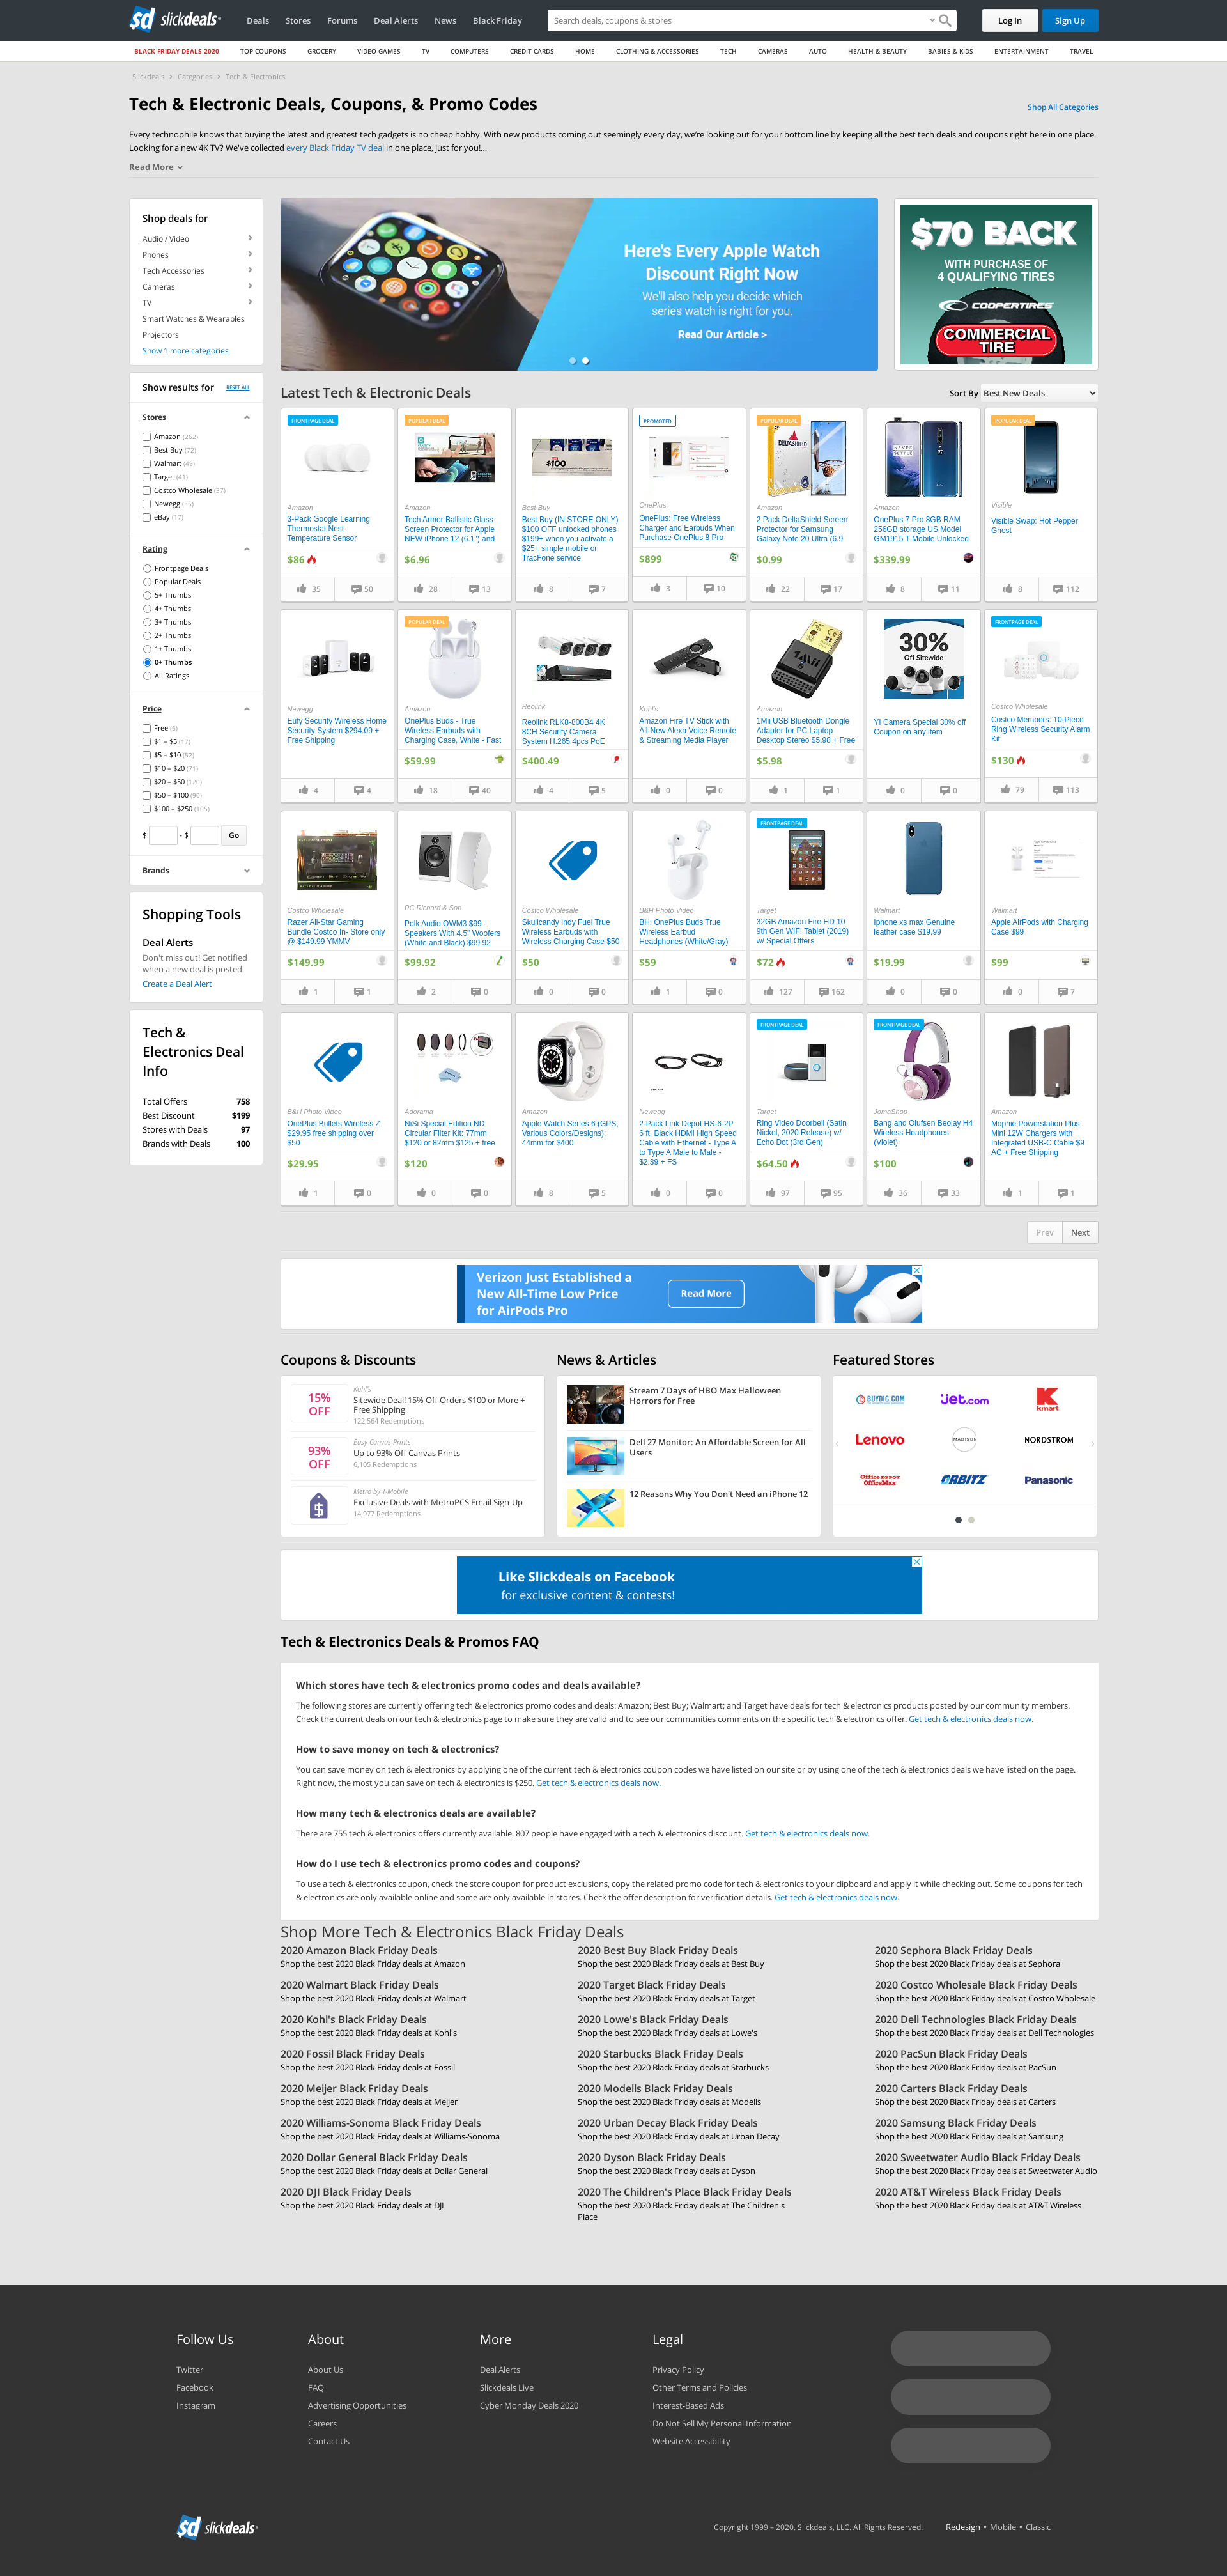 slickdeals
Deals
Stores
Forums
Deal Alerts
News
Black Friday
Search deals, coupons & stores
Log In
Sign Up
BLACK FRIDAY DEALS 2020
TOP COUPONS
GROCERY
VIDEO GAMES
TV
COMPUTERS
CREDIT CARDS
HOME
CLOTHING & ACCESSORIES
TECH
CAMERAS
AUTO
HEALTH & BEAUTY
BABIES & KIDS
ENTERTAINMENT
TRAVEL
Slickdeals › Categories › Tech & Electronics
Tech & Electronic Deals, Coupons, & Promo Codes
Shop All Categories
Every technophile knows that buying the latest and greatest tech gadgets is no cheap hobby. With new products coming out seemingly every day, we're looking out for your bottom line by keeping all the best tech deals and coupons right here in one place.
Looking for a new 4K TV? We've collected every Black Friday TV deal in one place, just for you!...
Read More
Shop deals for
Audio / Video
Phones
Tech Accessories
Cameras
TV
Smart Watches & Wearables
Projectors
Show 1 more categories
Show results for
RESET ALL
Stores
Amazon (262)
Best Buy (72)
Walmart (49)
Target (41)
Costco Wholesale (37)
Newegg (35)
eBay (17)
Rating
Frontpage Deals
Popular Deals
5+ Thumbs
4+ Thumbs
3+ Thumbs
2+ Thumbs
1+ Thumbs
0+ Thumbs
All Ratings
Price
Free (6)
$1 – $5 (17)
$5 – $10 (52)
$10 – $20 (71)
$20 – $50 (120)
$50 – $100 (90)
$100 – $250 (105)
$ - $ Go
Brands
Shopping Tools
Deal Alerts
Don't miss out! Get notified
when a new deal is posted.
Create a Deal Alert
Tech &
Electronics Deal
Info
Total Offers 758
Best Discount $199
Stores with Deals 97
Brands with Deals 100
Here's Every Apple Watch
Discount Right Now
We'll also help you decide which
series watch is right for you.
Read Our Article >
$70 BACK
WITH PURCHASE OF
4 QUALIFYING TIRES
COOPERTIRES
COMMERCIAL
TIRE
Latest Tech & Electronic Deals
Sort By Best New Deals
FRONTPAGE DEAL
Amazon
3-Pack Google Learning
Thermostat Nest
Temperature Sensor
$86
35 50
POPULAR DEAL
Amazon
Tech Armor Ballistic Glass
Screen Protector for Apple
NEW iPhone 12 (6.1") and
$6.96
28 13
$100
Best Buy
Best Buy (IN STORE ONLY)
$100 OFF unlocked phones
$199+ when you activate a
$25+ simple mobile or
TracFone service
8 7
PROMOTED
OnePlus
OnePlus: Free Wireless
Charger and Earbuds When
Purchase OnePlus 8 Pro
$899
3 10
POPULAR DEAL
DELTASHIELD
Amazon
2 Pack DeltaShield Screen
Protector for Samsung
Galaxy Note 20 Ultra (6.9
$0.99
22 17
Amazon
OnePlus 7 Pro 8GB RAM
256GB storage US Model
GM1915 T-Mobile Unlocked
$339.99
8 11
POPULAR DEAL
Visible
Visible Swap: Hot Pepper
Ghost
8 112
Newegg
Eufy Security Wireless Home
Security System $294.09 +
Free Shipping
4 4
POPULAR DEAL
Amazon
OnePlus Buds - True
Wireless Earbuds with
Charging Case, White - Fast
$59.99
18 40
Reolink
Reolink RLK8-800B4 4K
8CH Security Camera
System H.265 4pcs PoE
$400.49
4 5
Kohl's
Amazon Fire TV Stick with
All-New Alexa Voice Remote
& Streaming Media Player
0 0
1Mii
Amazon
1Mii USB Bluetooth Dongle
Adapter for PC Laptop
Desktop Stereo $5.98 + Free
$5.98
1 1
30%
Off Sitewide
YI Camera Special 30% off
Coupon on any item
0 0
FRONTPAGE DEAL
Costco Wholesale
Costco Members: 10-Piece
Ring Wireless Security Alarm
Kit
$130
79 113
Costco Wholesale
Razer All-Star Gaming
Bundle Costco In- Store only
@ $149.99 YMMV
$149.99
1 1
PC Richard & Son
Polk Audio OWM3 $99 -
Speakers With 4.5" Woofers
(White and Black) $99.92
$99.92
2 0
Costco Wholesale
Skullcandy Indy Fuel True
Wireless Earbuds with
Wireless Charging Case $50
$50
0 0
B&H Photo Video
BH: OnePlus Buds True
Wireless Earbud
Headphones (White/Gray)
$59
1 0
FRONTPAGE DEAL
Target
32GB Amazon Fire HD 10
9th Gen WIFI Tablet (2019)
w/ Special Offers
$72
127 162
Walmart
Iphone xs max Genuine
leather case $19.99
$19.99
0 0
Walmart
Apple AirPods with Charging
Case $99
$99
0 7
B&H Photo Video
OnePlus Bullets Wireless Z
$29.95 free shipping over
$50
$29.95
1 0
Adorama
NiSi Special Edition ND
Circular Filter Kit: 77mm
$120 or 82mm $125 + free
$120
0 0
Amazon
Apple Watch Series 6 (GPS,
Various Colors/Designs):
44mm for $400
8 5
Newegg
2-Pack Link Depot HS-6-2P
6 ft. Black HDMI High Speed
Cable with Ethernet - Type A
to Type A Male to Male -
$2.39 + FS
0 0
FRONTPAGE DEAL
Target
Ring Video Doorbell (Satin
Nickel, 2020 Release) w/
Echo Dot (3rd Gen)
$64.50
97 95
FRONTPAGE DEAL
JomaShop
Bang and Olufsen Beolay H4
Wireless Headphones
(Violet)
$100
36 33
Amazon
Mophie Powerstation Plus
Mini 12W Chargers with
Integrated USB-C Cable $9
AC + Free Shipping
1 1
Prev Next
Verizon Just Established a
New All-Time Low Price
for AirPods Pro
Read More
Coupons & Discounts
15%
OFF
Kohl's
Sitewide Deal! 15% Off Orders $100 or More +
Free Shipping
122,564 Redemptions
93%
OFF
Easy Canvas Prints
Up to 93% Off Canvas Prints
6,105 Redemptions
Metro by T-Mobile
Exclusive Deals with MetroPCS Email Sign-Up
14,977 Redemptions
News & Articles
Stream 7 Days of HBO Max Halloween
Horrors for Free
Dell 27 Monitor: An Affordable Screen for All
Users
12 Reasons Why You Don't Need an iPhone 12
Featured Stores
BUYDIG.COM
jet.com
kmart
Lenovo
MADISON
NORDSTROM
Office DEPOT
OfficeMax
ORBITZ
Panasonic
Like Slickdeals on Facebook
for exclusive content & contests!
Tech & Electronics Deals & Promos FAQ
Which stores have tech & electronics promo codes and deals available?
The following stores are currently offering tech & electronics promo codes and deals: Amazon; Best Buy; Walmart; and Target have deals for tech & electronics products posted by our community members.
Check the current deals on our tech & electronics page to make sure they are valid and to see our communities comments on the specific tech & electronics offer. Get tech & electronics deals now.
How to save money on tech & electronics?
You can save money on tech & electronics by applying one of the current tech & electronics coupon codes we have listed on our site or by using one of the tech & electronics deals we have listed on the page.
Right now, the most you can save on tech & electronics is $250. Get tech & electronics deals now.
How many tech & electronics deals are available?
There are 755 tech & electronics offers currently available. 807 people have engaged with a tech & electronics discount. Get tech & electronics deals now.
How do I use tech & electronics promo codes and coupons?
To use a tech & electronics coupon, check the store coupon for product exclusions, copy the related promo code for tech & electronics to your clipboard and apply it while checking out. Some coupons for tech
& electronics are only available online and some are only available in stores. Check the offer description for verification details. Get tech & electronics deals now.
Shop More Tech & Electronics Black Friday Deals
2020 Amazon Black Friday Deals
Shop the best 2020 Black Friday deals at Amazon
2020 Best Buy Black Friday Deals
Shop the best 2020 Black Friday deals at Best Buy
2020 Sephora Black Friday Deals
Shop the best 2020 Black Friday deals at Sephora
2020 Walmart Black Friday Deals
Shop the best 2020 Black Friday deals at Walmart
2020 Target Black Friday Deals
Shop the best 2020 Black Friday deals at Target
2020 Costco Wholesale Black Friday Deals
Shop the best 2020 Black Friday deals at Costco Wholesale
2020 Kohl's Black Friday Deals
Shop the best 2020 Black Friday deals at Kohl's
2020 Lowe's Black Friday Deals
Shop the best 2020 Black Friday deals at Lowe's
2020 Dell Technologies Black Friday Deals
Shop the best 2020 Black Friday deals at Dell Technologies
2020 Fossil Black Friday Deals
Shop the best 2020 Black Friday deals at Fossil
2020 Starbucks Black Friday Deals
Shop the best 2020 Black Friday deals at Starbucks
2020 PacSun Black Friday Deals
Shop the best 2020 Black Friday deals at PacSun
2020 Meijer Black Friday Deals
Shop the best 2020 Black Friday deals at Meijer
2020 Modells Black Friday Deals
Shop the best 2020 Black Friday deals at Modells
2020 Carters Black Friday Deals
Shop the best 2020 Black Friday deals at Carters
2020 Williams-Sonoma Black Friday Deals
Shop the best 2020 Black Friday deals at Williams-Sonoma
2020 Urban Decay Black Friday Deals
Shop the best 2020 Black Friday deals at Urban Decay
2020 Samsung Black Friday Deals
Shop the best 2020 Black Friday deals at Samsung
2020 Dollar General Black Friday Deals
Shop the best 2020 Black Friday deals at Dollar General
2020 Dyson Black Friday Deals
Shop the best 2020 Black Friday deals at Dyson
2020 Sweetwater Audio Black Friday Deals
Shop the best 2020 Black Friday deals at Sweetwater Audio
2020 DJI Black Friday Deals
Shop the best 2020 Black Friday deals at DJI
2020 The Children's Place Black Friday Deals
Shop the best 2020 Black Friday deals at The Children's
Place
2020 AT&T Wireless Black Friday Deals
Shop the best 2020 Black Friday deals at AT&T Wireless
Follow Us
Twitter
Facebook
Instagram
About
About Us
FAQ
Advertising Opportunities
Careers
Contact Us
More
Deal Alerts
Slickdeals Live
Cyber Monday Deals 2020
Legal
Privacy Policy
Other Terms and Policies
Interest-Based Ads
Do Not Sell My Personal Information
Website Accessibility
slickdeals
Copyright 1999 – 2020. Slickdeals, LLC. All Rights Reserved.
Redesign • Mobile • Classic